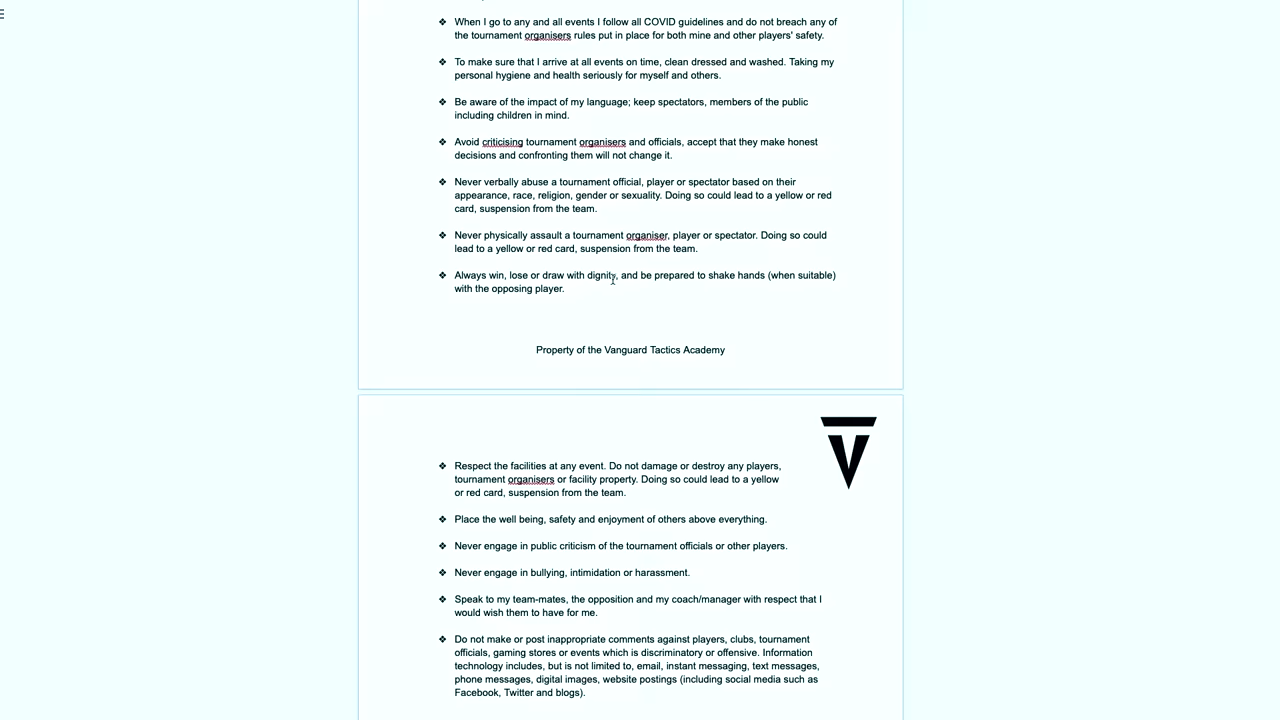 ❖ When I go to any and all events I follow all COVID guidelines and do not breach any of
the tournament organisers rules put in place for both mine and other players' safety.
❖ To make sure that I arrive at all events on time, clean dressed and washed. Taking my
personal hygiene and health seriously for myself and others.
❖ Be aware of the impact of my language; keep spectators, members of the public
including children in mind.
❖ Avoid criticising tournament organisers and officials, accept that they make honest
decisions and confronting them will not change it.
❖ Never verbally abuse a tournament official, player or spectator based on their
appearance, race, religion, gender or sexuality. Doing so could lead to a yellow or red
card, suspension from the team.
❖ Never physically assault a tournament organiser, player or spectator. Doing so could
lead to a yellow or red card, suspension from the team.
❖ Always win, lose or draw with dignity, and be prepared to shake hands (when suitable)
with the opposing player.
Property of the Vanguard Tactics Academy
❖ Respect the facilities at any event. Do not damage or destroy any players,
tournament organisers or facility property. Doing so could lead to a yellow
or red card, suspension from the team.
❖ Place the well being, safety and enjoyment of others above everything.
❖ Never engage in public criticism of the tournament officials or other players.
❖ Never engage in bullying, intimidation or harassment.
❖ Speak to my team-mates, the opposition and my coach/manager with respect that I
would wish them to have for me.
❖ Do not make or post inappropriate comments against players, clubs, tournament
officials, gaming stores or events which is discriminatory or offensive. Information
technology includes, but is not limited to, email, instant messaging, text messages,
phone messages, digital images, website postings (including social media such as
Facebook, Twitter and blogs).